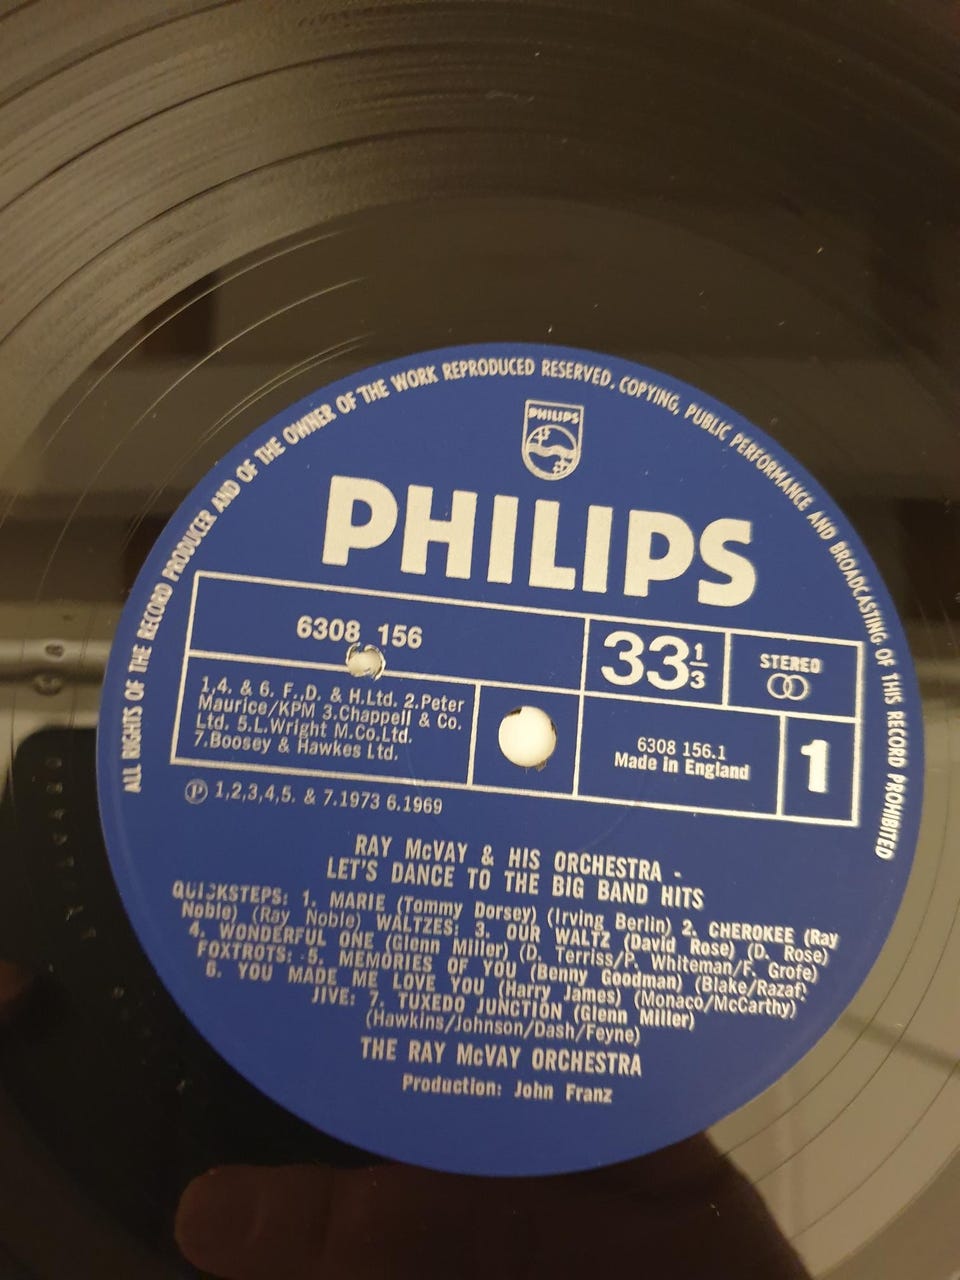 ALL RIGHTS OF THE RECORD PRODUCER AND OF THE OWNER OF THE WORK REPRODUCED RESERVED. COPYING, PUBLIC PERFORMANCE AND BROADCASTING OF THIS RECORD PROHIBITED
PHILIPS
PHILIPS
6308 156
33 1/3
STEREO
1,4. & 6. F.,D. & H.Ltd. 2.Peter
Maurice/KPM 3.Chappell & Co.
Ltd. 5.L.Wright M.Co.Ltd.
7.Boosey & Hawkes Ltd.
6308 156.1
Made in England
1
Ⓟ 1,2,3,4,5. & 7.1973 6.1969
RAY McVAY & HIS ORCHESTRA -
LET'S DANCE TO THE BIG BAND HITS
QUICKSTEPS: 1. MARIE (Tommy Dorsey) (Irving Berlin) 2. CHEROKEE (Ray
Noble) (Ray Noble) WALTZES: 3. OUR WALTZ (David Rose) (D. Rose)
4. WONDERFUL ONE (Glenn Miller) (D. Terriss/P. Whiteman/F. Grofe)
FOXTROTS: 5. MEMORIES OF YOU (Benny Goodman) (Blake/Razaf)
6. YOU MADE ME LOVE YOU (Harry James) (Monaco/McCarthy)
JIVE: 7. TUXEDO JUNCTION (Glenn Miller)
(Hawkins/Johnson/Dash/Feyne)
THE RAY McVAY ORCHESTRA
Production: John Franz